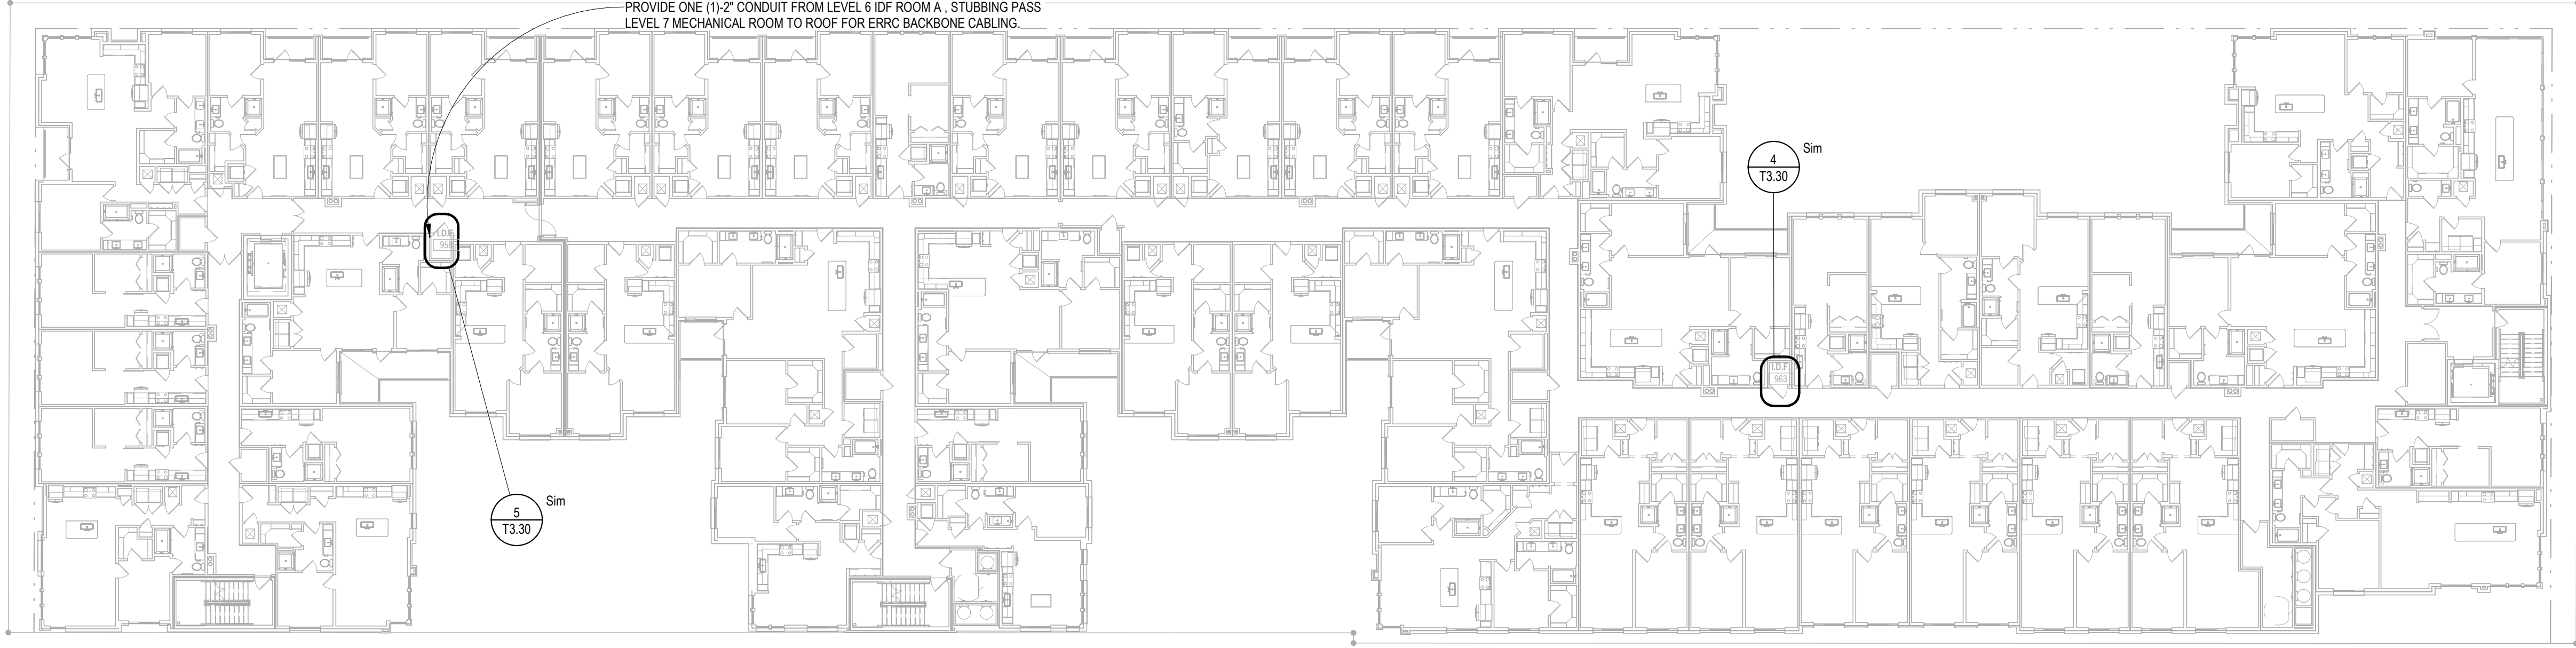 PROVIDE ONE (1)-2" CONDUIT FROM LEVEL 6 IDF ROOM A , STUBBING PASS
LEVEL 7 MECHANICAL ROOM TO ROOF FOR ERRC BACKBONE CABLING.
4
T3.30
Sim
I.D.F.
958
I.D.F.
963
5
T3.30
Sim